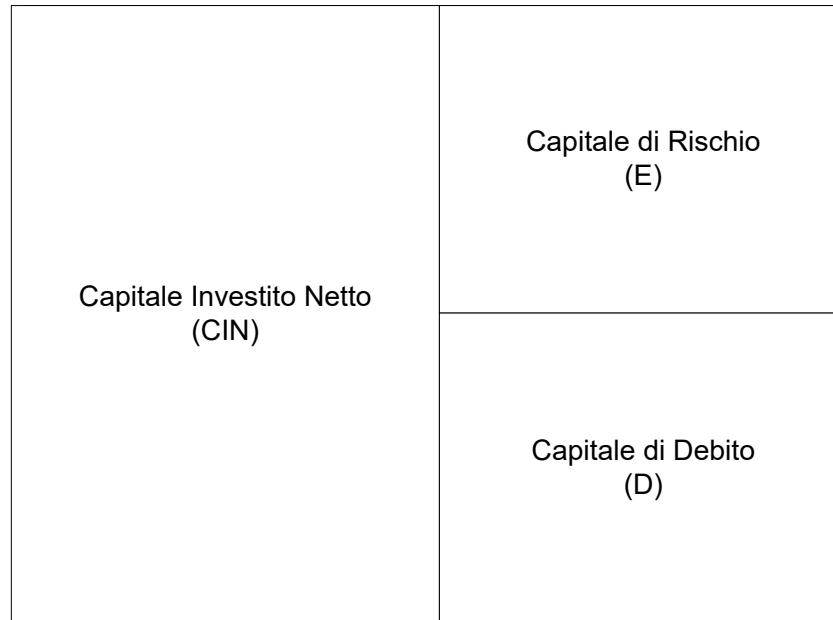 Capitale Investito Netto
(CIN)
Capitale di Rischio
(E)
Capitale di Debito
(D)